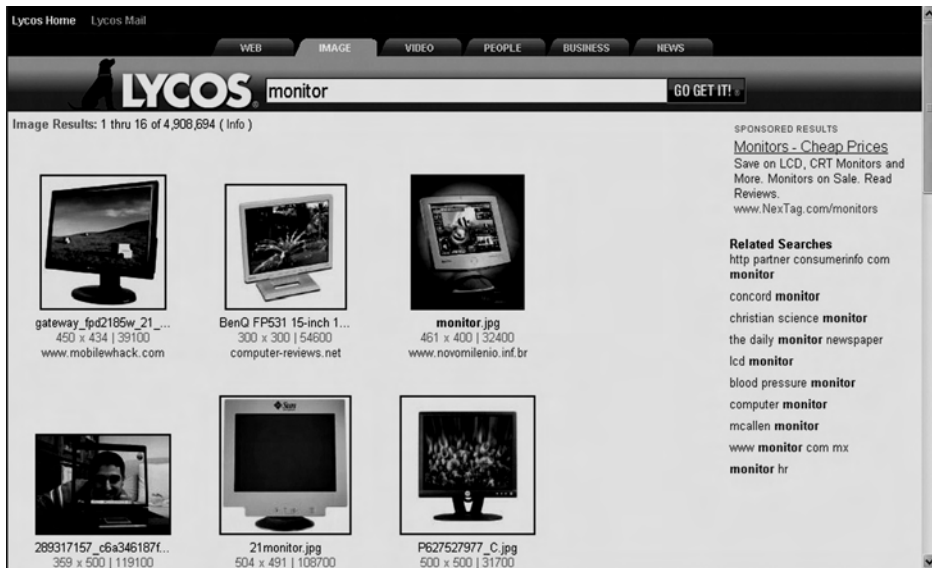 Lycos Home Lycos Mail
WEB IMAGE VIDEO PEOPLE BUSINESS NEWS
LYCOS monitor GO GET IT!
Image Results: 1 thru 16 of 4,908,694 ( Info )
gateway_fpd2185w_21_...
450 x 434 | 39100
www.mobilewhack.com
BenQ FP531 15-inch 1...
300 x 300 | 54600
computer-reviews.net
monitor.jpg
461 x 400 | 32400
www.novomilenio.inf.br
Sun
289317157_c6a346187f...
359 x 500 | 119100
21monitor.jpg
504 x 491 | 108700
P627527977_C.jpg
500 x 500 | 31700
SPONSORED RESULTS
Monitors - Cheap Prices
Save on LCD, CRT Monitors and
More. Monitors on Sale. Read
Reviews.
www.NexTag.com/monitors
Related Searches
http partner consumerinfo com
monitor
concord monitor
christian science monitor
the daily monitor newspaper
lcd monitor
blood pressure monitor
computer monitor
mcallen monitor
www monitor com mx
monitor hr